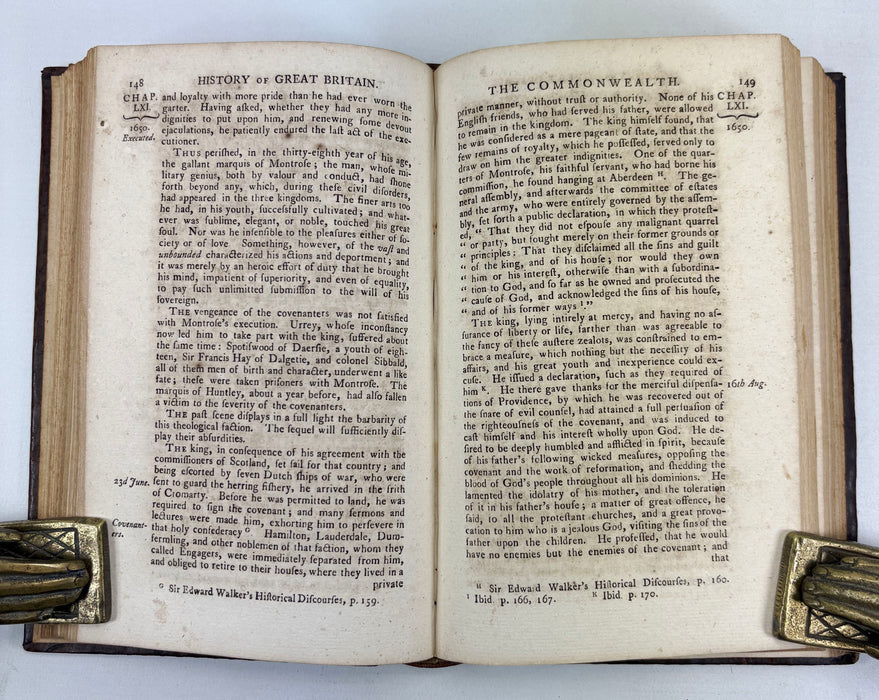 148 HISTORY of GREAT BRITAIN.
CHAP.
LXI.
1650.
Executed.
and loyalty with more pride than he had ever worn the
garter. Having aſked, whether they had any more in-
dignities to put upon him, and renewing ſome devout
ejaculations, he patiently endured the laſt act of the exe-
cutioner.
THUS periſhed, in the thirty-eighth year of his age,
the gallant marquis of Montroſe; the man, whoſe mi-
litary genius, both by valour and conduct, had ſhone
forth beyond any, which, during theſe civil diſorders,
had appeared in the three kingdoms. The finer arts too
he had, in his youth, ſucceſsfully cultivated; and what-
ever was ſublime, elegant, or noble, touched his great
ſoul. Nor was he inſenſible to the pleaſures either of ſo-
ciety or of love. Something, however, of the vaſt and
unbounded characterized his actions and deportment; and
it was merely by an heroic effort of duty that he brought
his mind, impatient of ſuperiority, and even of equality,
to pay ſuch unlimited ſubmiſſion to the will of his
ſovereign.
THE vengeance of the covenanters was not ſatisfied
with Montroſe's execution. Urrey, whoſe inconſtancy
now led him to take part with the king, ſuffered about
the ſame time: Spotiſwood of Daerſie, a youth of eigh-
teen, Sir Francis Hay of Dalgetie, and colonel Sibbald,
all of them men of birth and character, underwent a like
fate; theſe were taken priſoners with Montroſe. The
marquis of Huntley, about a year before, had alſo fallen
a victim to the ſeverity of the covenanters.
THE paſt ſcene diſplays in a full light the barbarity of
this theological faction. The ſequel will ſufficiently diſ-
play their abſurdities.
THE king, in conſequence of his agreement with the
commiſſioners of Scotland, ſet ſail for that country; and
being eſcorted by ſeven Dutch ſhips of war, who were
23d June. ſent to guard the herring fiſhery, he arrived in the frith
of Cromarty. Before he was permitted to land, he was
required to ſign the covenant; and many ſermons and
lectures were made him, exhorting him to perſevere in
Covenant-
ers.
that holy confederacy G. Hamilton, Lauderdale, Dum-
fermling, and other noblemen of that faction, whom they
called Engagers, were immediately ſeparated from him,
and obliged to retire to their houſes, where they lived in a
private
G Sir Edward Walker's Hiſtorical Diſcourſes, p. 159.
THE COMMONWEALTH. 149
CHAP.
LXI.
1650.
private manner, without truſt or authority. None of his
Engliſh friends, who had ſerved his father, were allowed
to remain in the kingdom. The king himſelf found, that
he was conſidered as a mere pageant of ſtate, and that the
few remains of royalty, which he poſſeſſed, ſerved only to
draw on him the greater indignities. One of the quar-
ters of Montroſe, his faithful ſervant, who had borne his
commiſſion, he found hanging at Aberdeen H. The ge-
neral aſſembly, and afterwards the committee of eſtates
and the army, who were entirely governed by the aſſem-
bly, ſet forth a public declaration, in which they proteſt-
ed, “ That they did not eſpouſe any malignant quarrel
“ or party, but fought merely on their former grounds or
“ principles: That they diſclaimed all the ſins and guilt
“ of the king, and of his houſe; nor would they own
“ him or his intereſt, otherwiſe than with a ſubordina-
“ tion to God, and ſo far as he owned and proſecuted the
“ cauſe of God, and acknowledged the ſins of his houſe,
“ and of his former ways I.”
THE king, lying intirely at mercy, and having no aſ-
ſurance of liberty or life, farther than was agreeable to
the fancy of theſe auſtere zealots, was conſtrained to em-
brace a meaſure, which nothing but the neceſſity of his
affairs, and his great youth and inexperience could ex-
cuſe. He iſſued a declaration, ſuch as they required of
him K. He there gave thanks for the merciful diſpenſa- 16th Aug.
tions of Providence, by which he was recovered out of
the ſnare of evil counſel, had attained a full perſuaſion of
the righteouſneſs of the covenant, and was induced to
caſt himſelf and his intereſt wholly upon God. He de-
ſired to be deeply humbled and afflicted in ſpirit, becauſe
of his father's following wicked meaſures, oppoſing the
covenant and the work of reformation, and ſhedding the
blood of God's people throughout all his dominions. He
lamented the idolatry of his mother, and the toleration
of it in his father's houſe; a matter of great offence, he
ſaid, to all the proteſtant churches, and a great provo-
cation to him who is a jealous God, viſiting the ſins of the
father upon the children. He profeſſed, that he would
have no enemies but the enemies of the covenant; and
that
H Sir Edward Walker's Hiſtorical Diſcourſes, p. 160.
I Ibid. p. 166, 167. K Ibid. p. 170.